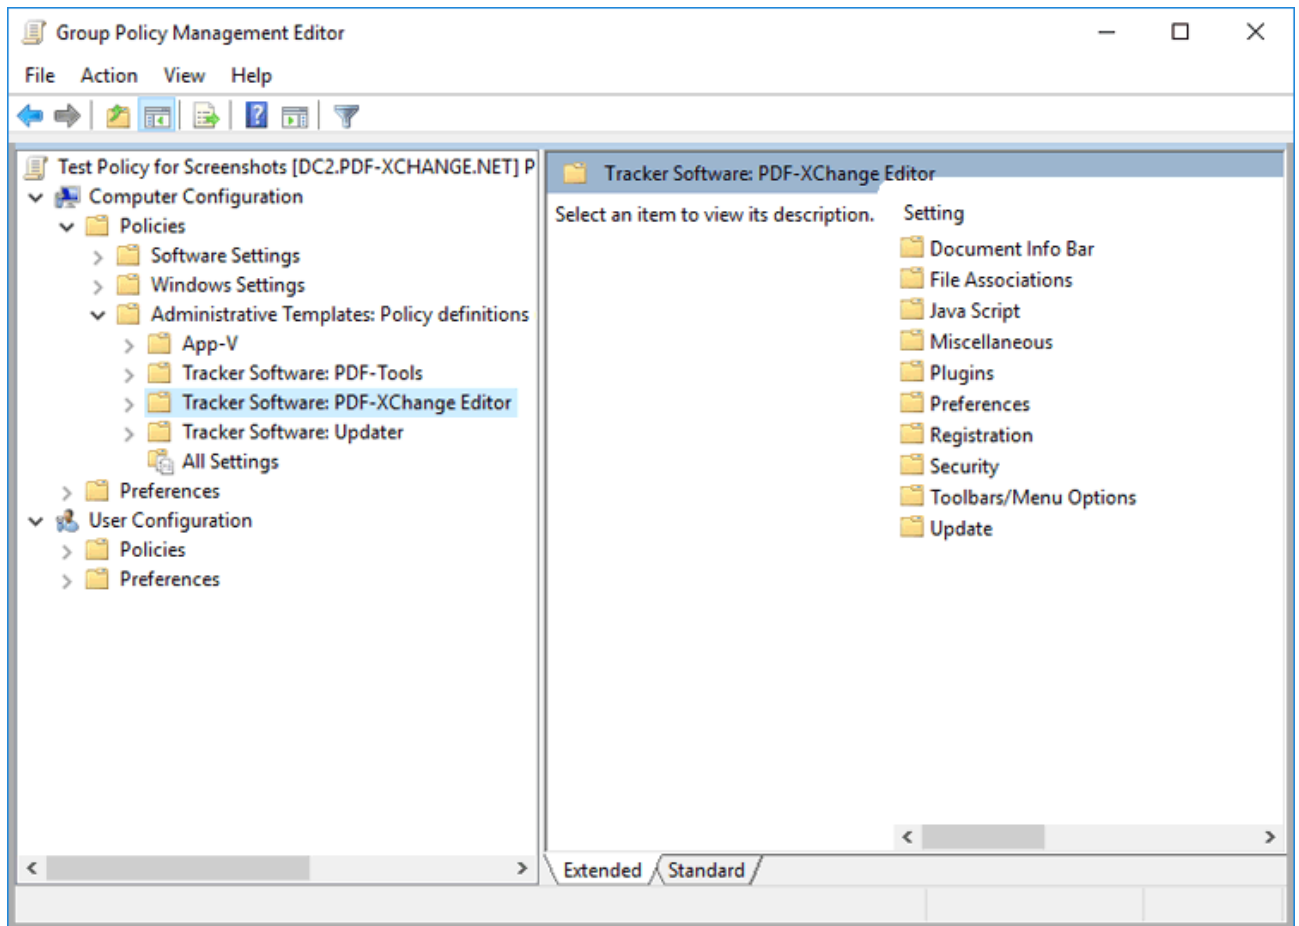 Group Policy Management Editor
File Action View Help
Test Policy for Screenshots [DC2.PDF-XCHANGE.NET] P
Computer Configuration
Policies
Software Settings
Windows Settings
Administrative Templates: Policy definitions
App-V
Tracker Software: PDF-Tools
Tracker Software: PDF-XChange Editor
Tracker Software: Updater
All Settings
Preferences
User Configuration
Policies
Preferences
Tracker Software: PDF-XChange Editor
Select an item to view its description.
Setting
Document Info Bar
File Associations
Java Script
Miscellaneous
Plugins
Preferences
Registration
Security
Toolbars/Menu Options
Update
Extended Standard